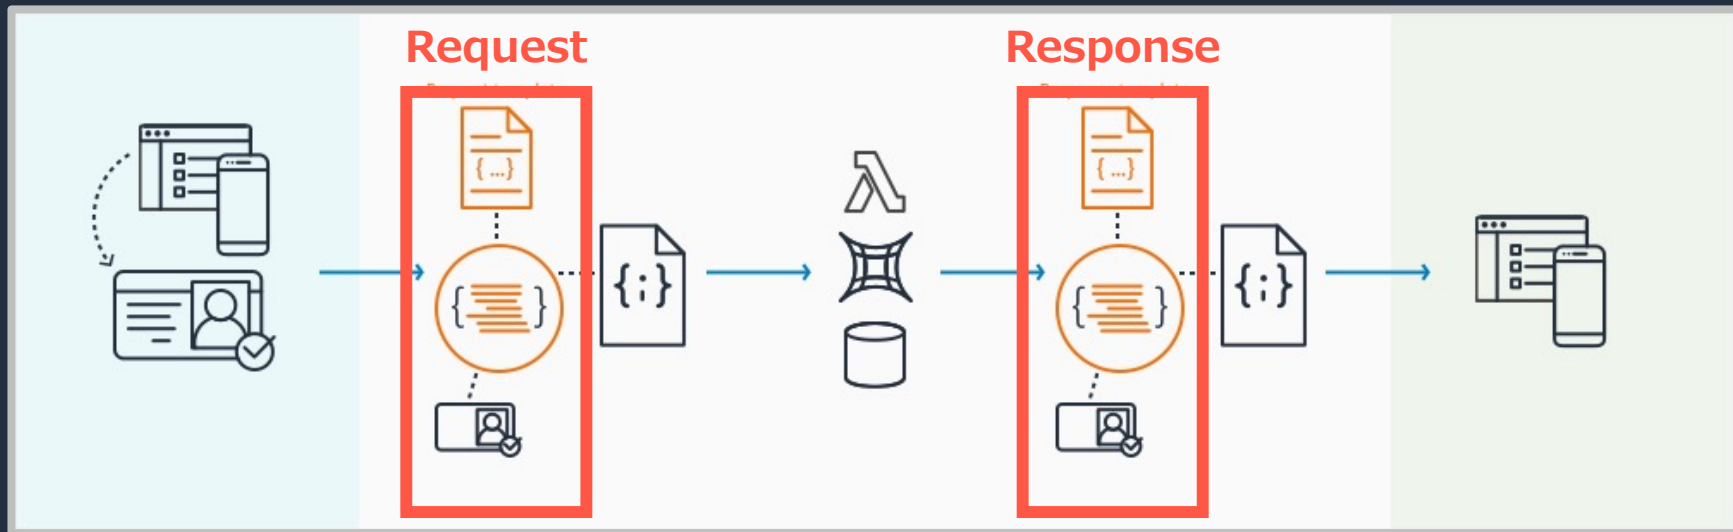 Request
Response
{ ... }
{ ... }
λ